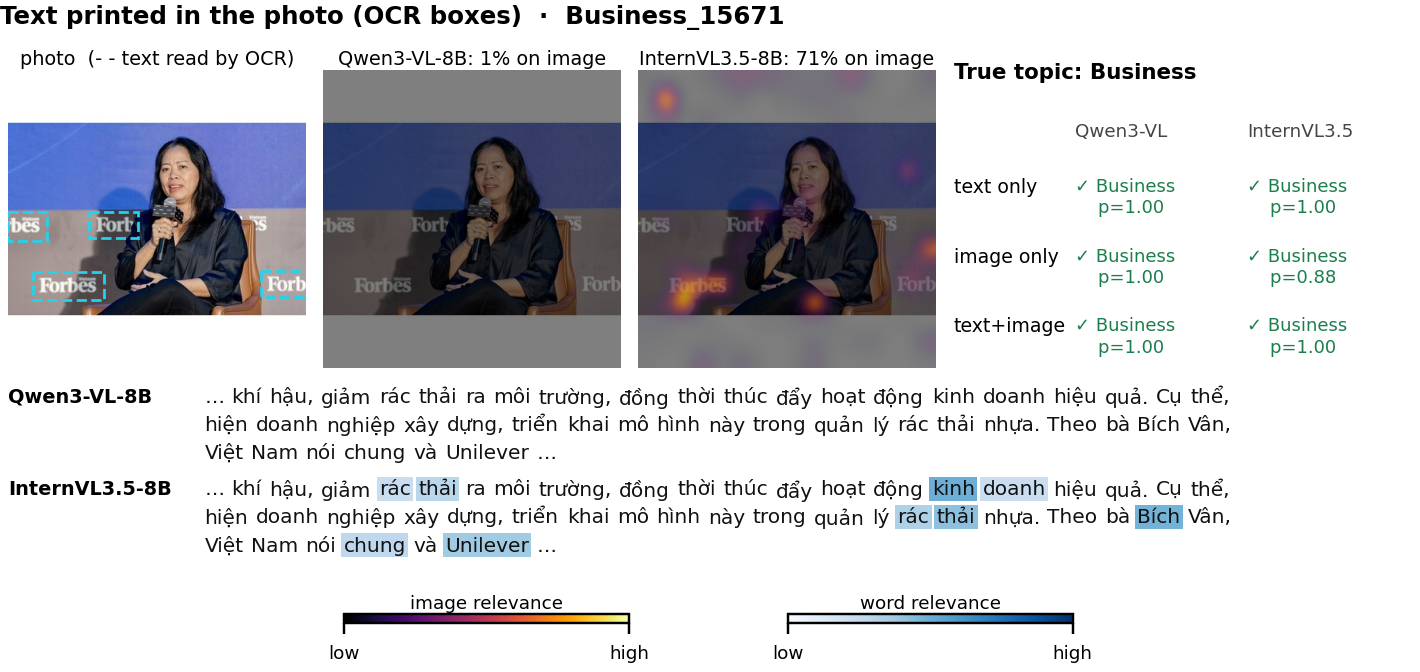 Text printed in the photo (OCR boxes) · Business_15671
photo (- - text read by OCR)
Qwen3-VL-8B: 1% on image
InternVL3.5-8B: 71% on image
True topic: Business
Qwen3-VL InternVL3.5
text only ✓ Business ✓ Business
p=1.00 p=1.00
image only ✓ Business ✓ Business
p=1.00 p=0.88
text+image ✓ Business ✓ Business
p=1.00 p=1.00
bes Forb es
Forbes Forb
bes
Forbes Forb
Forbes Forb
Qwen3-VL-8B … khí hậu, giảm rác thải ra môi trường, đồng thời thúc đẩy hoạt động kinh doanh hiệu quả. Cụ thể,
hiện doanh nghiệp xây dựng, triển khai mô hình này trong quản lý rác thải nhựa. Theo bà Bích Vân,
Việt Nam nói chung và Unilever …
InternVL3.5-8B … khí hậu, giảm rác thải ra môi trường, đồng thời thúc đẩy hoạt động kinh doanh hiệu quả. Cụ thể,
hiện doanh nghiệp xây dựng, triển khai mô hình này trong quản lý rác thải nhựa. Theo bà Bích Vân,
Việt Nam nói chung và Unilever …
image relevance word relevance
low high low high